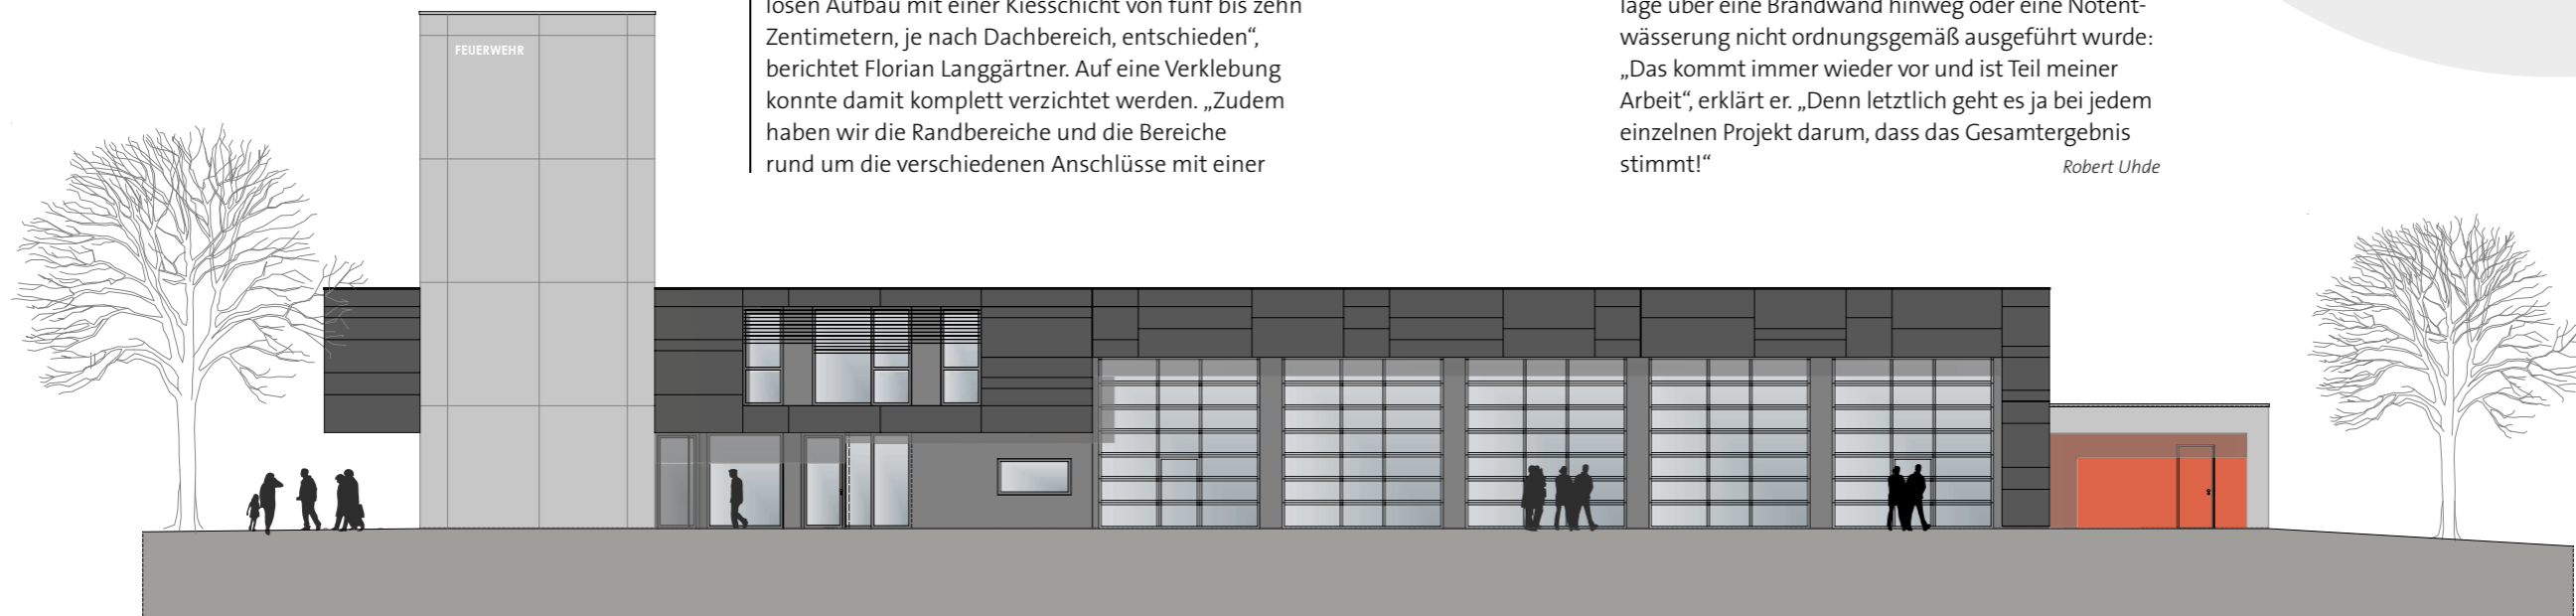 losen Aufbau mit einer Kiesschicht von fünf bis zehn
Zentimetern, je nach Dachbereich, entschieden“,
berichtet Florian Langgärtner. Auf eine Verklebung
konnte damit komplett verzichtet werden. „Zudem
haben wir die Randbereiche und die Bereiche
rund um die verschiedenen Anschlüsse mit einer
lage über eine Brandwand hinweg oder eine Notent-
wässerung nicht ordnungsgemäß ausgeführt wurde:
„Das kommt immer wieder vor und ist Teil meiner
Arbeit“, erklärt er. „Denn letztlich geht es ja bei jedem
einzelnen Projekt darum, dass das Gesamtergebnis
stimmt!“
Robert Uhde
FEUERWEHR